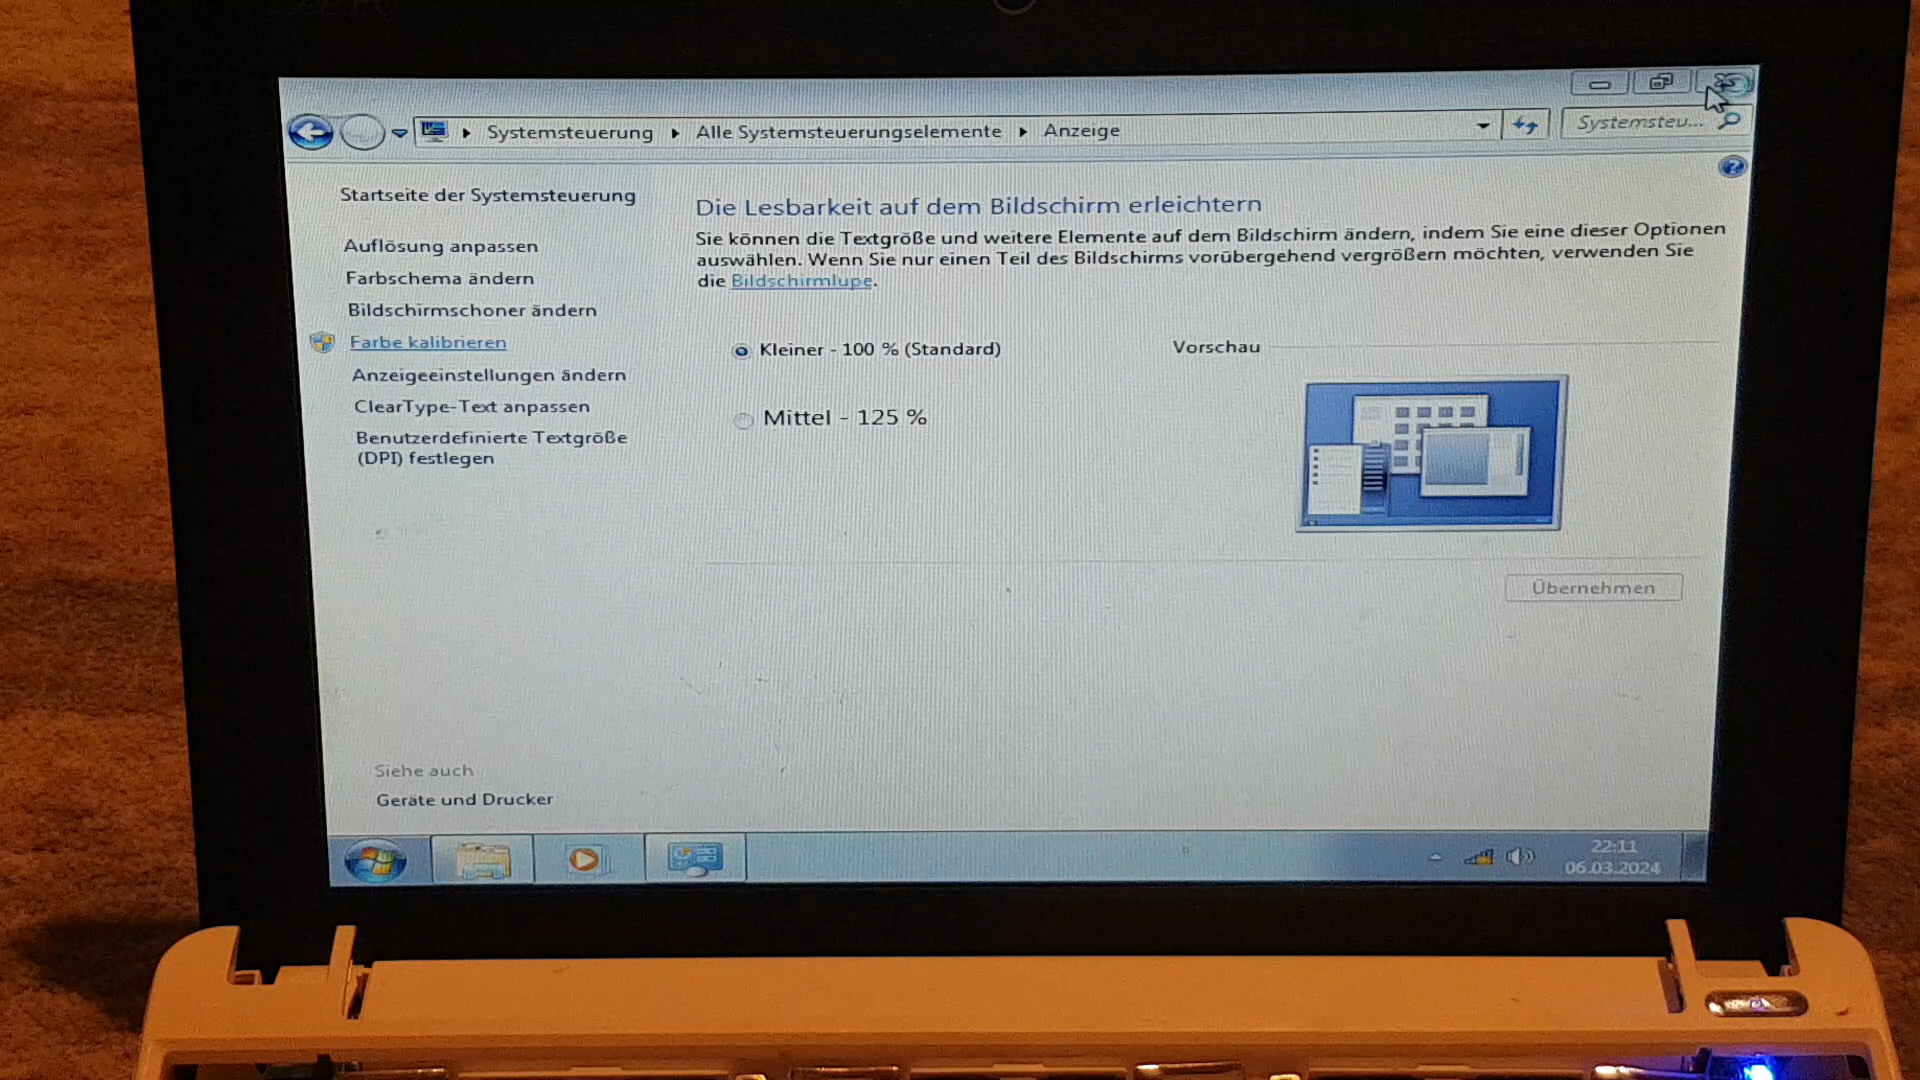 Systemsteuerung
Alle Systemsteuerungselemente
Anzeige
Systemsteu...
Startseite der Systemsteuerung
Auflösung anpassen
Farbschema ändern
Bildschirmschoner ändern
Farbe kalibrieren
Anzeigeeinstellungen ändern
ClearType-Text anpassen
Benutzerdefinierte Textgröße
(DPI) festlegen
Die Lesbarkeit auf dem Bildschirm erleichtern
Sie können die Textgröße und weitere Elemente auf dem Bildschirm ändern, indem Sie eine dieser Optionen
auswählen. Wenn Sie nur einen Teil des Bildschirms vorübergehend vergrößern möchten, verwenden Sie
die Bildschirmlupe.
Kleiner - 100 % (Standard)
Mittel - 125 %
Vorschau
Übernehmen
Siehe auch
Geräte und Drucker
22:11
06.03.2024